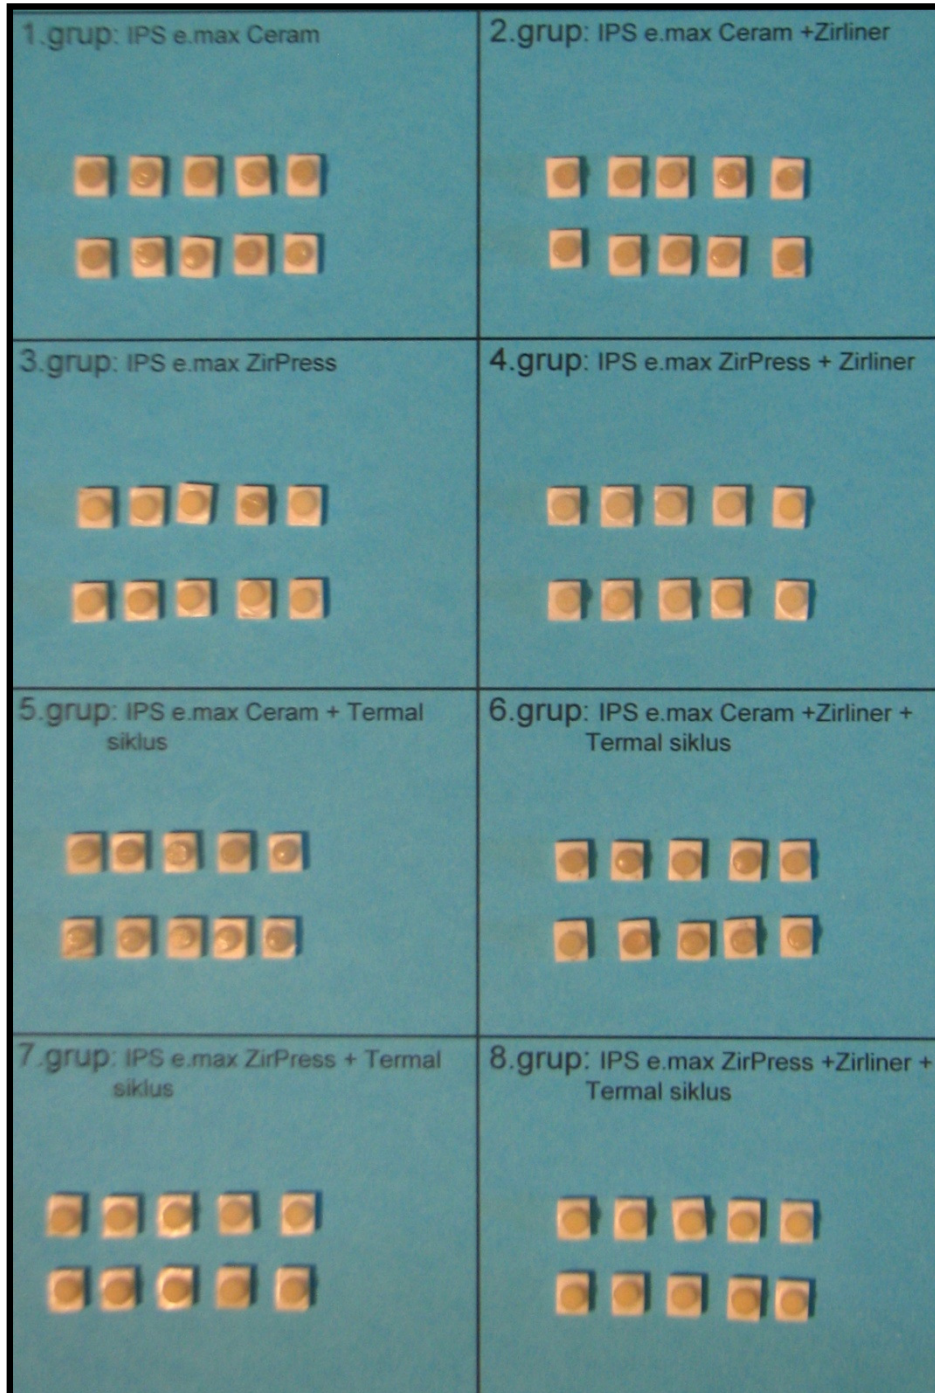 1.grup: IPS e.max Ceram
2.grup: IPS e.max Ceram +Zirliner
3.grup: IPS e.max ZirPress
4.grup: IPS e.max ZirPress + Zirliner
5.grup: IPS e.max Ceram + Termal
siklus
6.grup: IPS e.max Ceram +Zirliner +
Termal siklus
7.grup: IPS e.max ZirPress + Termal
siklus
8.grup: IPS e.max ZirPress +Zirliner +
Termal siklus